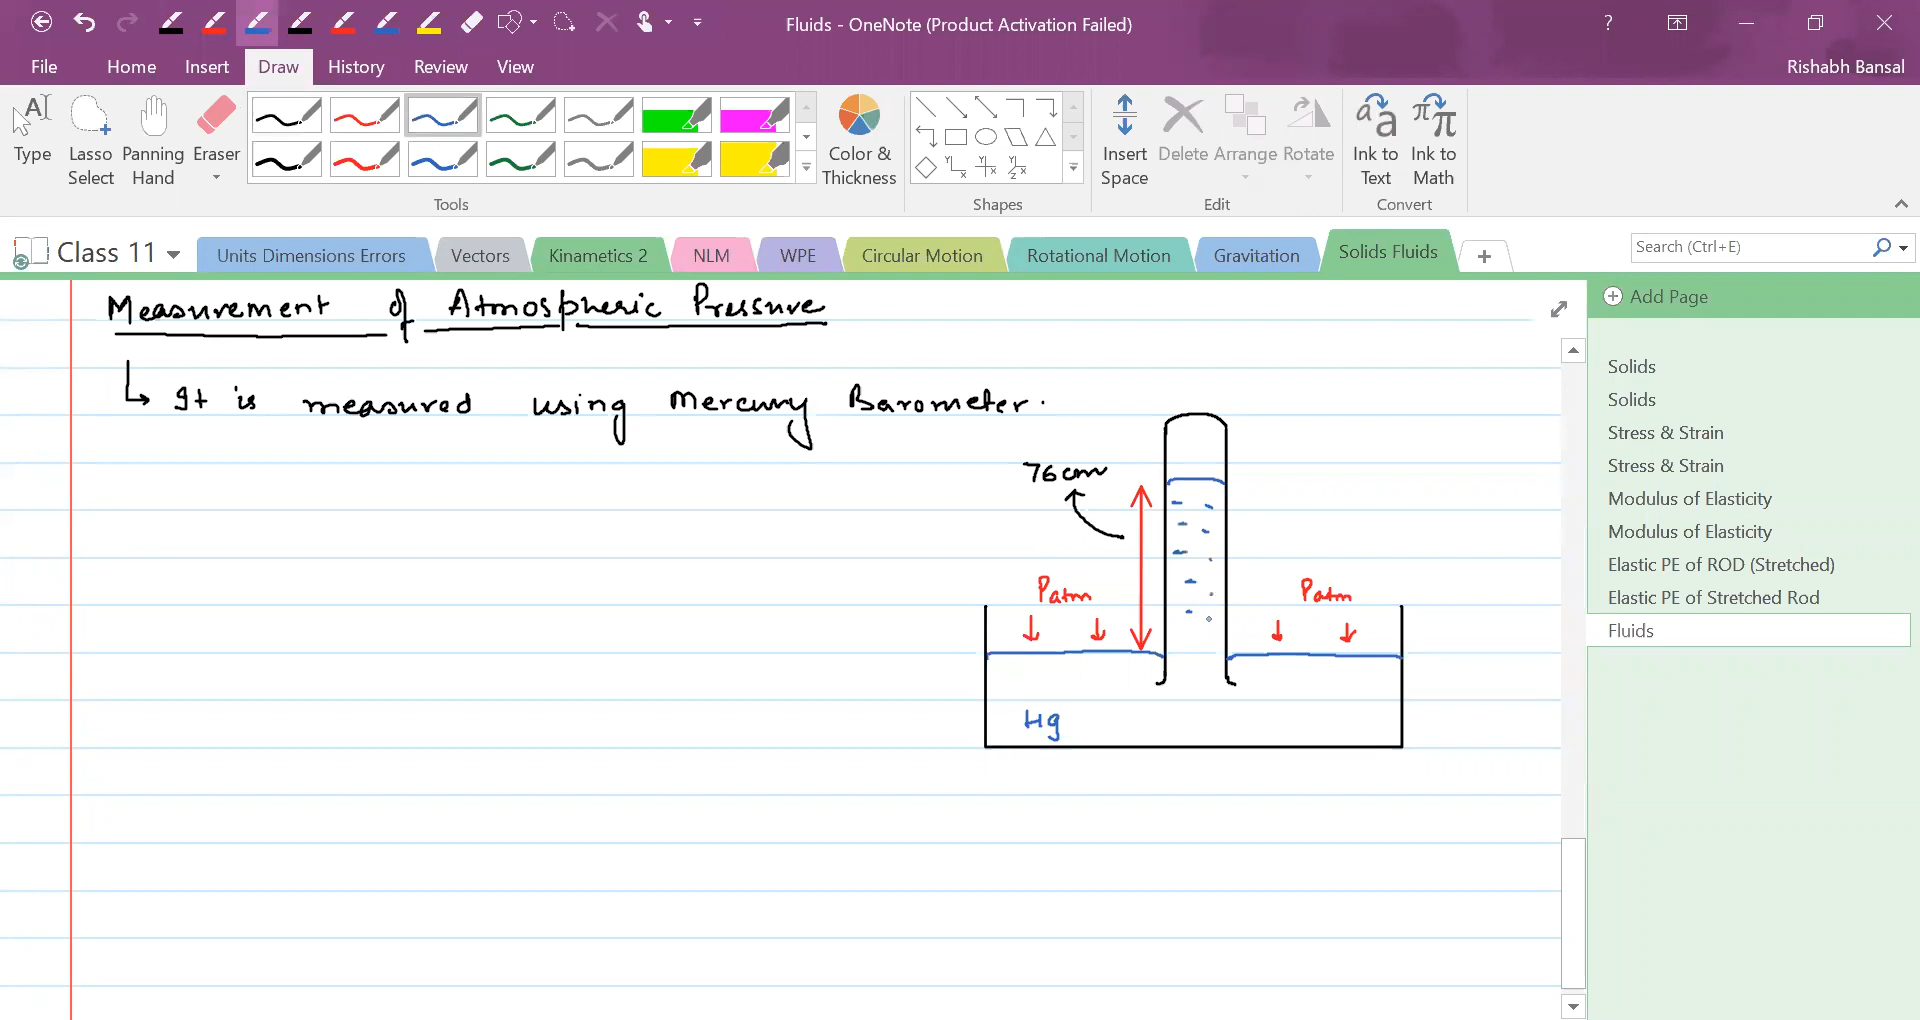 Fluids - OneNote (Product Activation Failed)
?
File Home Insert Draw History Review View
Rishabh Bansal
Type
Lasso Select
Panning Hand
Eraser
Color & Thickness
Insert Space
Delete
Arrange
Rotate
Ink to Text
Ink to Math
Tools
Shapes
Edit
Convert
Class 11
Units Dimensions Errors
Vectors
Kinametics 2
NLM
WPE
Circular Motion
Rotational Motion
Gravitation
Solids Fluids
+
Search (Ctrl+E)
Add Page
Solids
Solids
Stress & Strain
Stress & Strain
Modulus of Elasticity
Modulus of Elasticity
Elastic PE of ROD (Stretched)
Elastic PE of Stretched Rod
Fluids
Measurement of Atmospheric Pressure
It is measured using Mercury Barometer.
76 cm
Patm
Patm
Hg